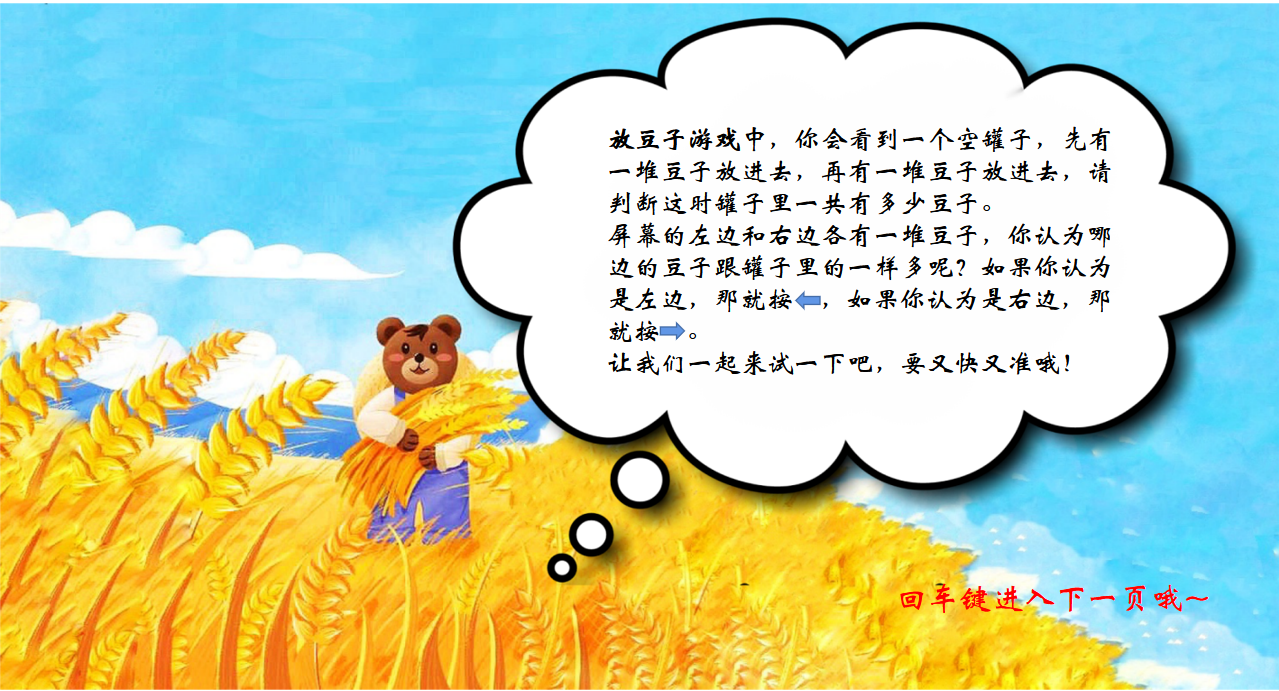 放豆子游戏中，你会看到一个空罐子，先有
一堆豆子放进去，再有一堆豆子放进去，请
判断这时罐子里一共有多少豆子。
屏幕的左边和右边各有一堆豆子，你认为哪
边的豆子跟罐子里的一样多呢？如果你认为
是左边，那就按，如果你认为是右边，那
就按。
让我们一起来试一下吧，要又快又准哦！
回车键进入下一页哦～